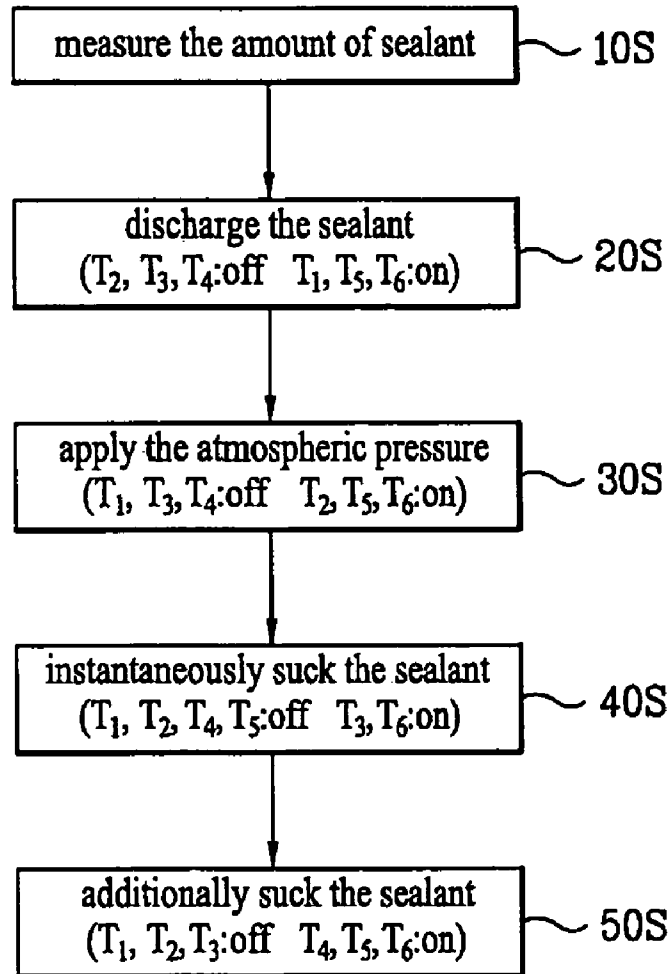 measure the amount of sealant
10S
discharge the sealant
(T₂, T₃, T₄:off T₁, T₅, T₆:on)
20S
apply the atmospheric pressure
(T₁, T₃, T₄:off T₂, T₅, T₆:on)
30S
instantaneously suck the sealant
(T₁, T₂, T₄, T₅:off T₃, T₆:on)
40S
additionally suck the sealant
(T₁, T₂, T₃:off T₄, T₅, T₆:on)
50S